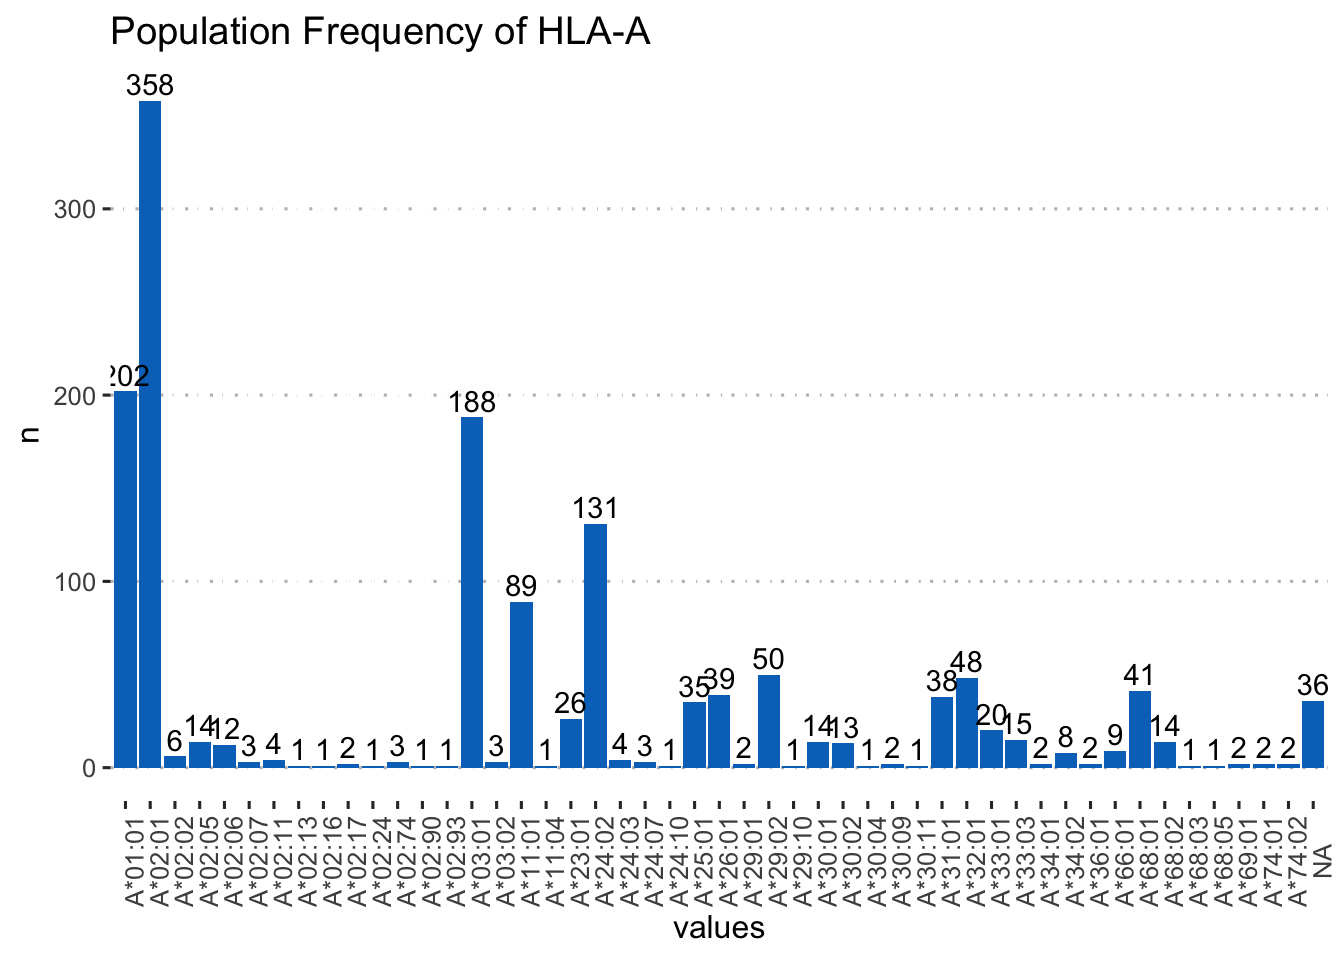 Population Frequency of HLA-A
358
202
188
131
89
50
48
41
39
38
36
35
26
20
15
14
14
14
13
12
9
8
6
4
4
3
3
3
3
2
2
2
2
2
2
2
2
1
1
1
1
1
1
1
1
1
1
1
1
1
300
200
100
0
n
A*01:01
A*02:01
A*02:02
A*02:05
A*02:06
A*02:07
A*02:11
A*02:13
A*02:16
A*02:17
A*02:24
A*02:74
A*02:90
A*02:93
A*03:01
A*03:02
A*11:01
A*11:04
A*23:01
A*24:02
A*24:03
A*24:07
A*24:10
A*25:01
A*26:01
A*29:01
A*29:02
A*29:10
A*30:01
A*30:02
A*30:04
A*30:09
A*30:11
A*31:01
A*32:01
A*33:01
A*33:03
A*34:01
A*34:02
A*36:01
A*66:01
A*68:01
A*68:02
A*68:03
A*68:05
A*69:01
A*74:01
A*74:02
NA
values